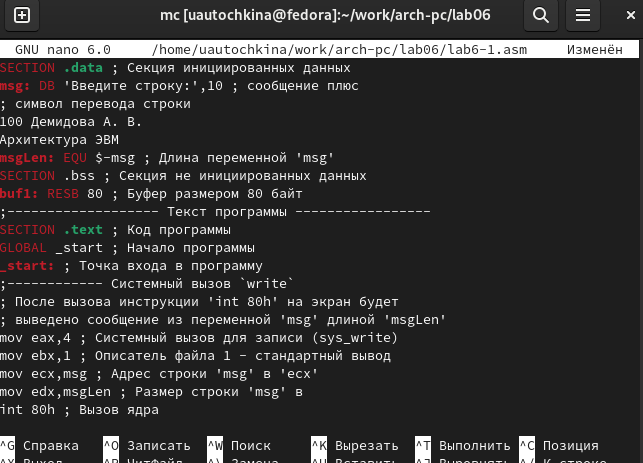 mc [uautochkina@fedora]:~/work/arch-pc/lab06
GNU nano 6.0 /home/uautochkina/work/arch-pc/lab06/lab6-1.asm Изменён
SECTION .data ; Секция инициированных данных
msg: DB 'Введите строку:',10 ; сообщение плюс
; символ перевода строки
100 Демидова А. В.
Архитектура ЭВМ
msgLen: EQU $-msg ; Длина переменной 'msg'
SECTION .bss ; Секция не инициированных данных
buf1: RESB 80 ; Буфер размером 80 байт
;------------------- Текст программы -----------------
SECTION .text ; Код программы
GLOBAL _start ; Начало программы
_start: ; Точка входа в программу
;------------ Системный вызов `write`
; После вызова инструкции 'int 80h' на экран будет
; выведено сообщение из переменной 'msg' длиной 'msgLen'
mov eax,4 ; Системный вызов для записи (sys_write)
mov ebx,1 ; Описатель файла 1 - стандартный вывод
mov ecx,msg ; Адрес строки 'msg' в 'ecx'
mov edx,msgLen ; Размер строки 'msg' в
int 80h ; Вызов ядра
^G Справка ^O Записать ^W Поиск ^K Вырезать ^T Выполнить ^C Позиция
^X Выход ^R ЧитФайл ^\ Замена ^U Вставить ^J Выровнять ^/ К строке